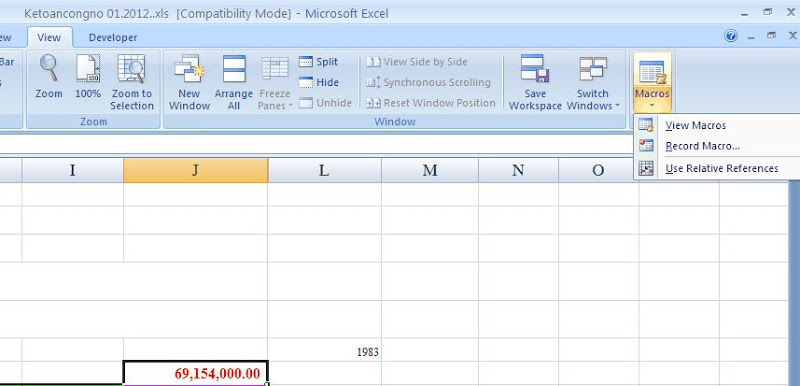 Ketoancongno 01.2012..xls [Compatibility Mode] - Microsoft Excel
ew View Developer
Bar
s
Zoom
100%
Zoom to Selection
Zoom
New Window
Arrange All
Freeze Panes
Split
Hide
Unhide
View Side by Side
Synchronous Scrolling
Reset Window Position
Save Workspace
Switch Windows
Window
Macros
View Macros
Record Macro...
Use Relative References
I J L M N O
1983
69,154,000.00